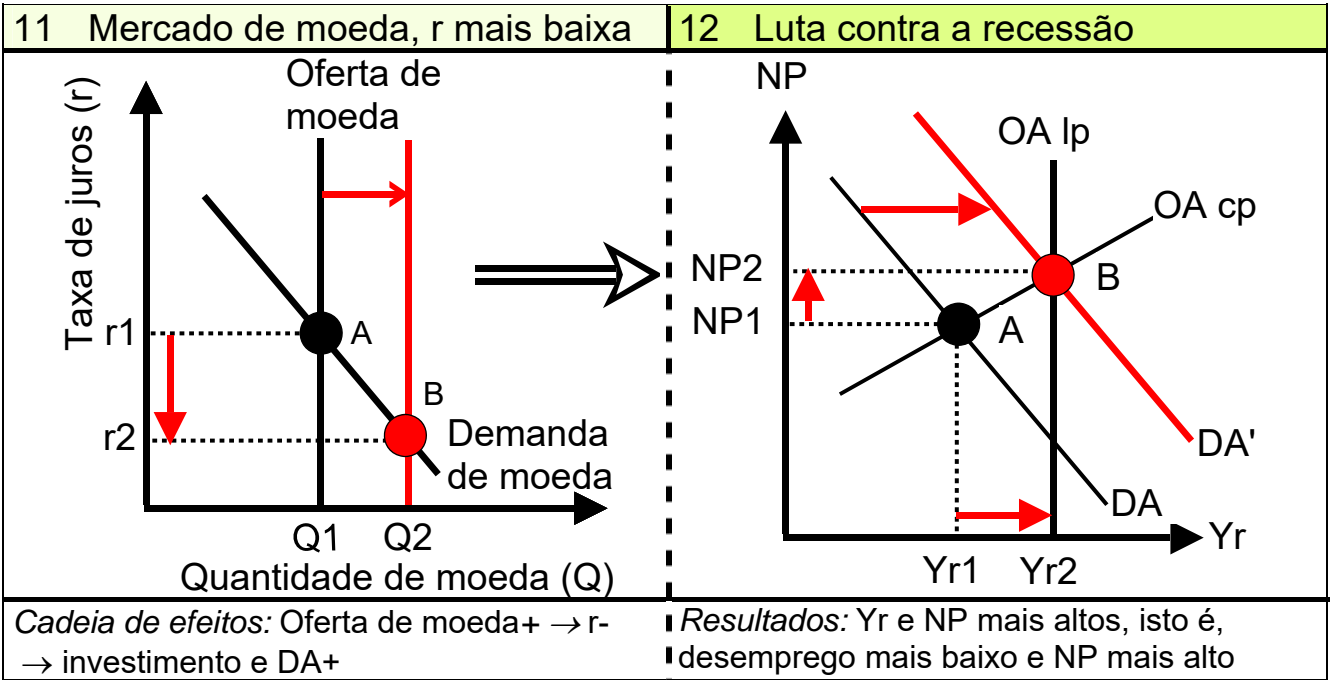 11 Mercado de moeda, r mais baixa
Oferta de
moeda
Taxa de juros (r)
r1
A
B
r2
Demanda
de moeda
Q1 Q2
Quantidade de moeda (Q)
Cadeia de efeitos: Oferta de moeda+ → r-
→ investimento e DA+
12 Luta contra a recessão
NP
OA lp
OA cp
NP2
B
NP1
A
DA'
DA
Yr
Yr1 Yr2
Resultados: Yr e NP mais altos, isto é,
desemprego mais baixo e NP mais alto